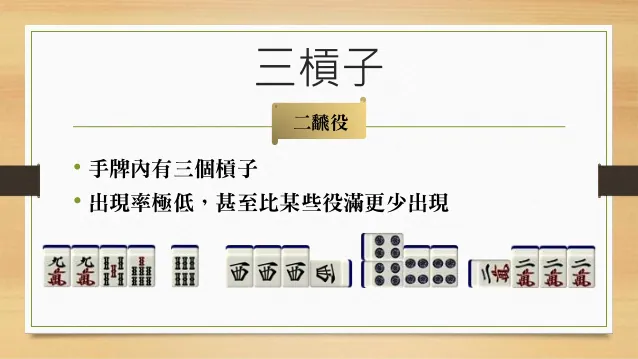 三槓子
二飜役
• 手牌內有三個槓子
• 出現率極低，甚至比某些役滿更少出現
九萬 九萬 西 西 西 西 二萬 二萬 二萬 二萬